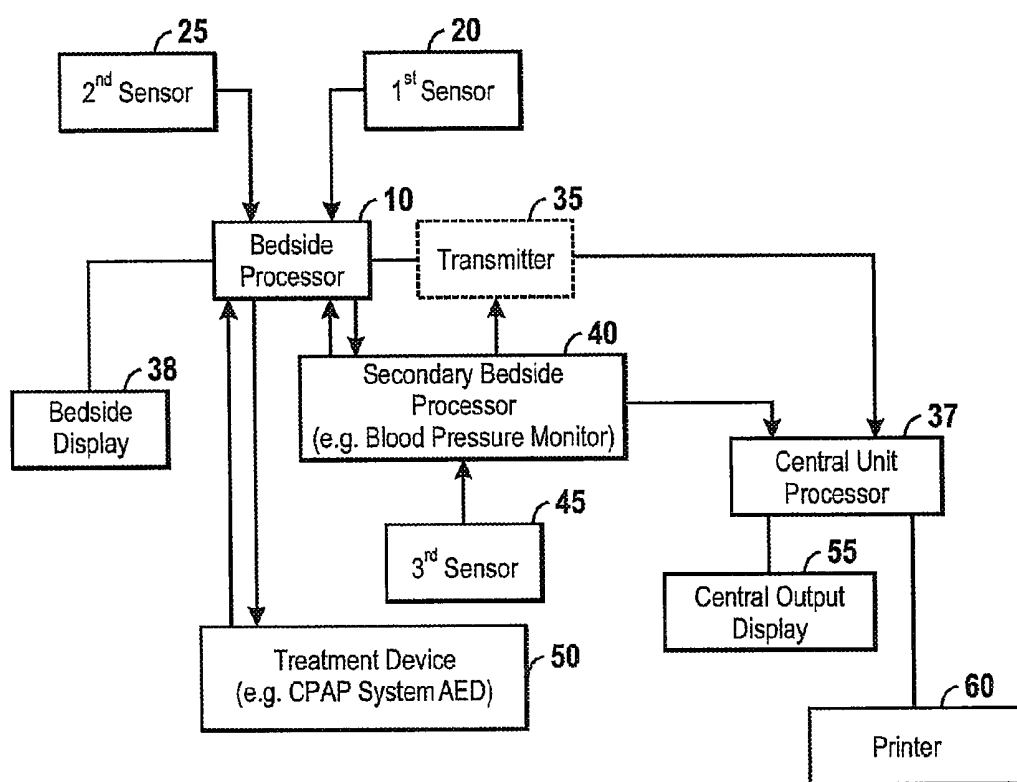 25
20
2nd Sensor
1st Sensor
10
35
Bedside
Processor
Transmitter
40
38
Secondary Bedside
Processor
(e.g. Blood Pressure Monitor)
Bedside
Display
37
Central Unit
Processor
45
3rd Sensor
55
Central Output
Display
50
Treatment Device
(e.g. CPAP System AED)
60
Printer